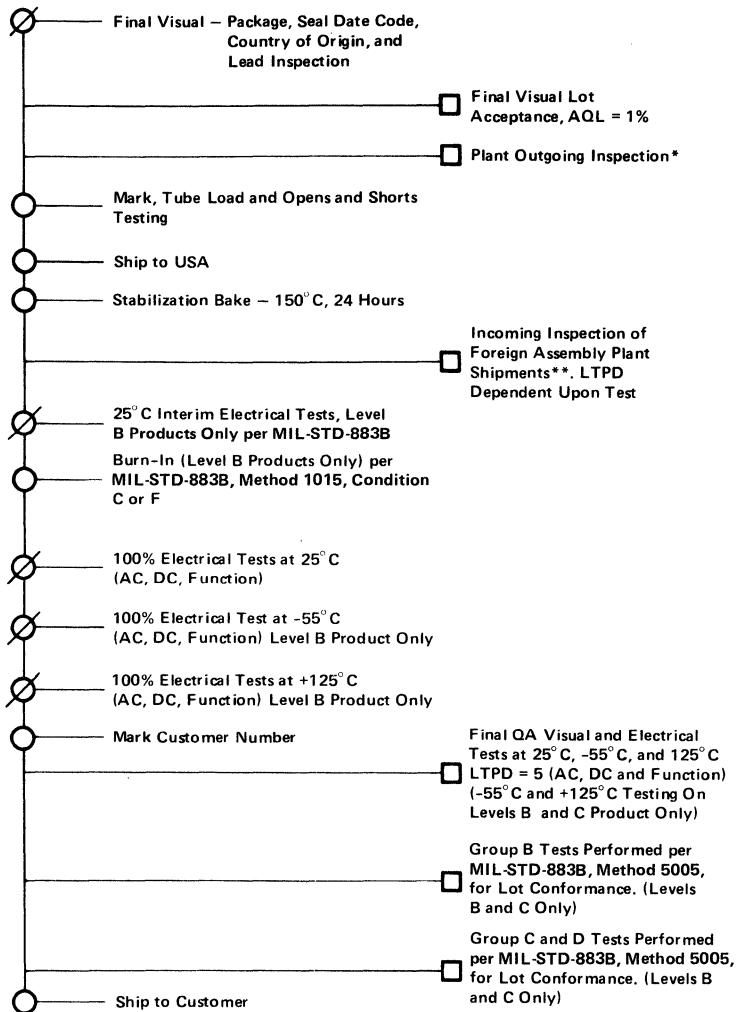 Final Visual – Package, Seal Date Code,
Country of Origin, and
Lead Inspection
Final Visual Lot
Acceptance, AQL = 1%
Plant Outgoing Inspection*
Mark, Tube Load and Opens and Shorts
Testing
Ship to USA
Stabilization Bake – 150°C, 24 Hours
Incoming Inspection of
Foreign Assembly Plant
Shipments**. LTPD
Dependent Upon Test
25°C Interim Electrical Tests, Level
B Products Only per MIL-STD-883B
Burn-In (Level B Products Only) per
MIL-STD-883B, Method 1015, Condition
C or F
100% Electrical Tests at 25°C
(AC, DC, Function)
100% Electrical Test at -55°C
(AC, DC, Function) Level B Product Only
100% Electrical Tests at +125°C
(AC, DC, Function) Level B Product Only
Mark Customer Number
Final QA Visual and Electrical
Tests at 25°C, -55°C, and 125°C
LTPD = 5 (AC, DC and Function)
(-55°C and +125°C Testing On
Levels B and C Product Only)
Group B Tests Performed per
MIL-STD-883B, Method 5005,
for Lot Conformance. (Levels
B and C Only)
Group C and D Tests Performed
per MIL-STD-883B, Method 5005,
for Lot Conformance. (Levels B
and C Only)
Ship to Customer